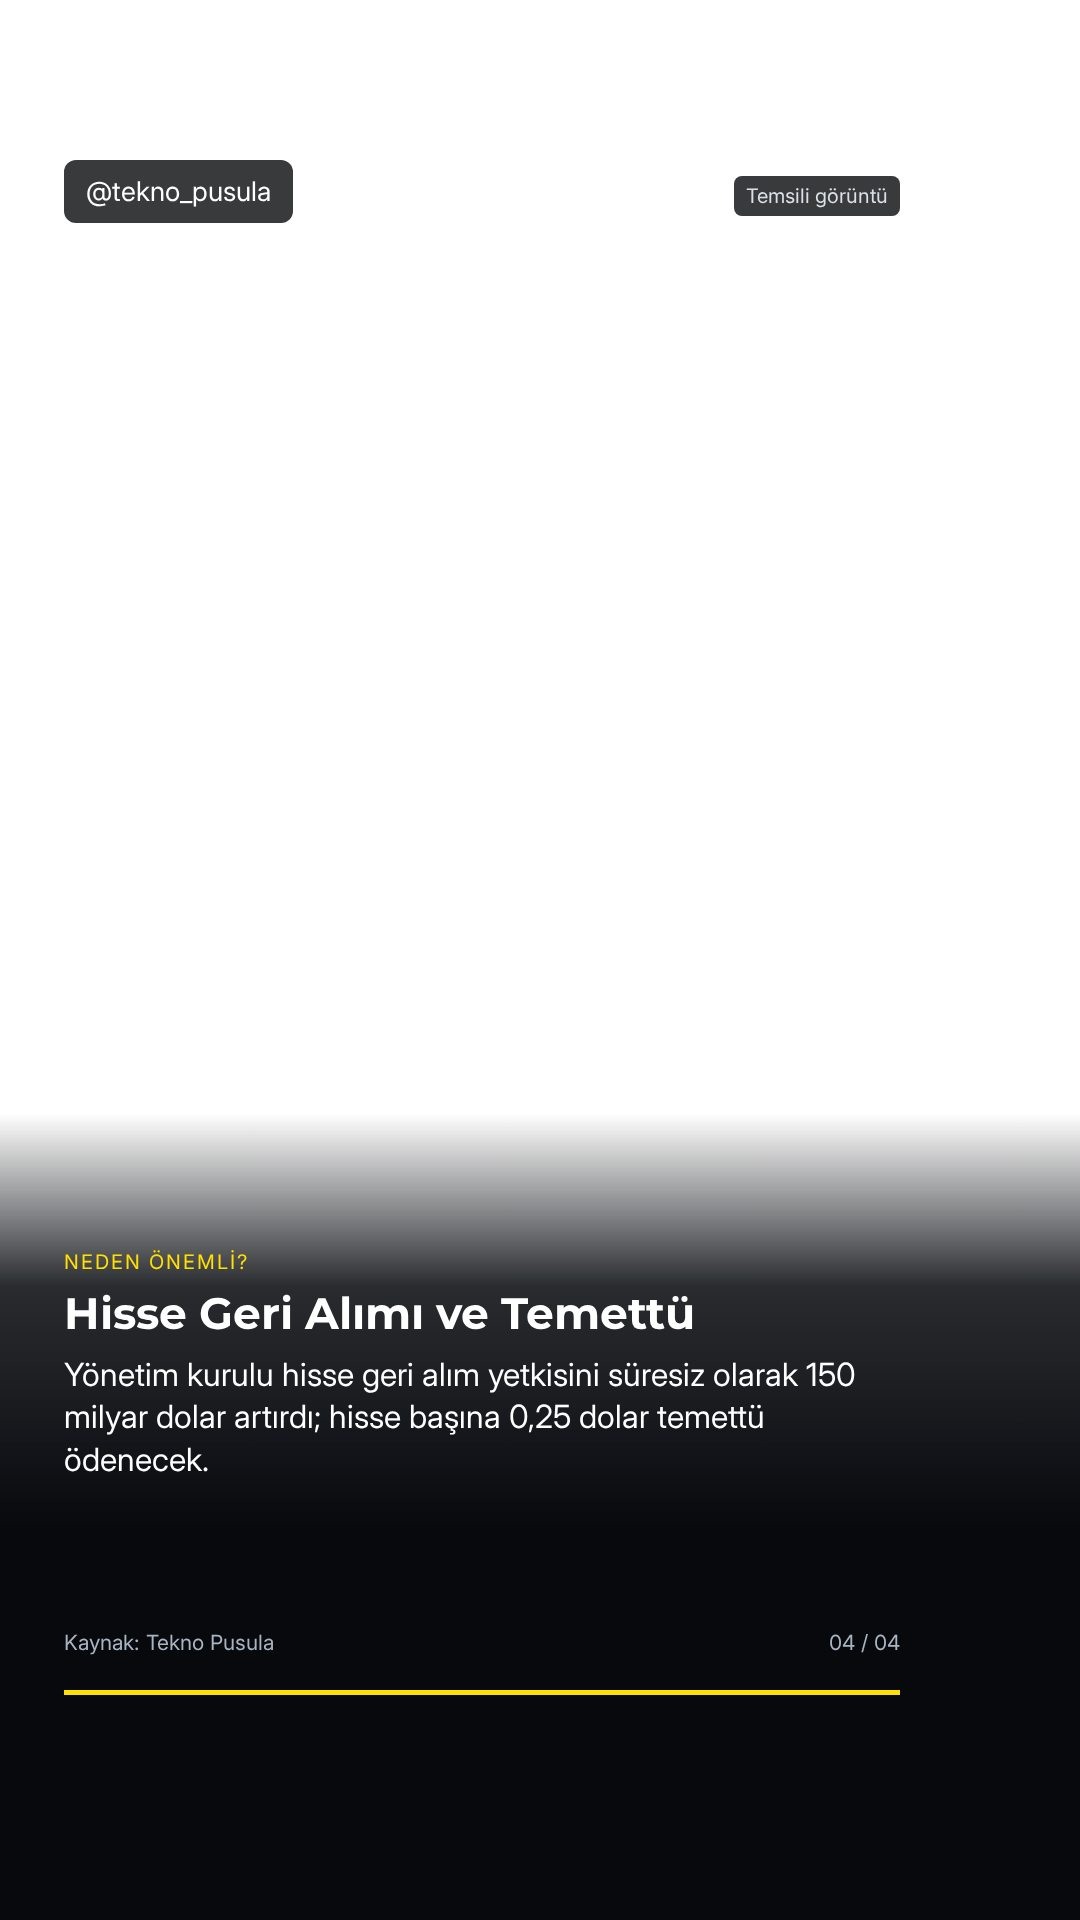 @tekno_pusula
Temsili görüntü
NEDEN ÖNEMLİ?
Hisse Geri Alımı ve Temettü
Yönetim kurulu hisse geri alım yetkisini süresiz olarak 150
milyar dolar artırdı; hisse başına 0,25 dolar temettü
ödenecek.
Kaynak: Tekno Pusula
04 / 04